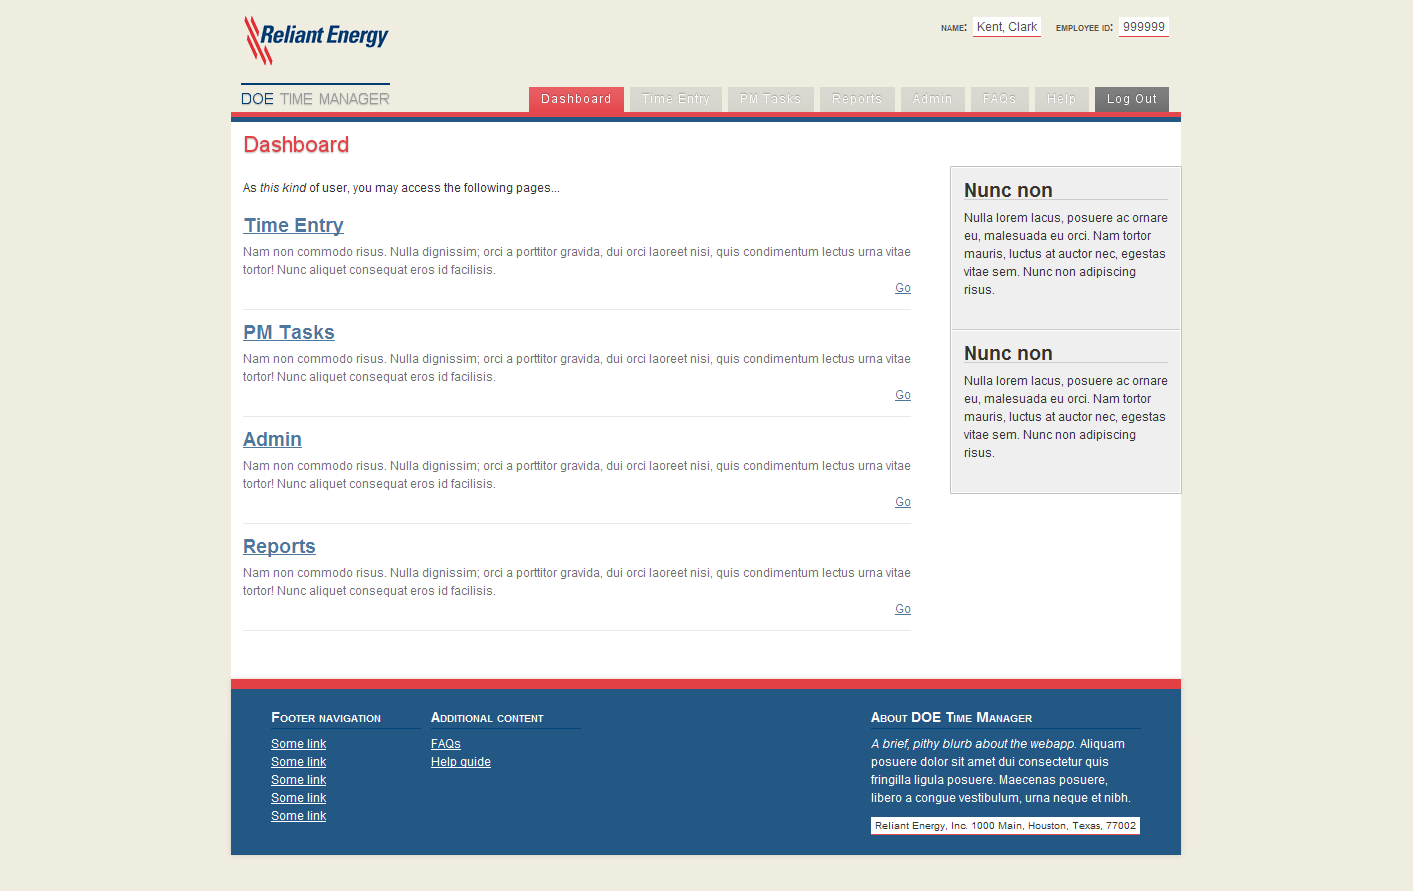 Reliant Energy
NAME: Kent, Clark EMPLOYEE ID: 999999
DOE TIME MANAGER
Dashboard Time Entry PM Tasks Reports Admin FAQs Help Log Out
Dashboard
As this kind of user, you may access the following pages...
Time Entry
Nam non commodo risus. Nulla dignissim; orci a porttitor gravida, dui orci laoreet nisi, quis condimentum lectus urna vitae
tortor! Nunc aliquet consequat eros id facilisis.
Go
PM Tasks
Nam non commodo risus. Nulla dignissim; orci a porttitor gravida, dui orci laoreet nisi, quis condimentum lectus urna vitae
tortor! Nunc aliquet consequat eros id facilisis.
Go
Admin
Nam non commodo risus. Nulla dignissim; orci a porttitor gravida, dui orci laoreet nisi, quis condimentum lectus urna vitae
tortor! Nunc aliquet consequat eros id facilisis.
Go
Reports
Nam non commodo risus. Nulla dignissim; orci a porttitor gravida, dui orci laoreet nisi, quis condimentum lectus urna vitae
tortor! Nunc aliquet consequat eros id facilisis.
Go
Nunc non
Nulla lorem lacus, posuere ac ornare
eu, malesuada eu orci. Nam tortor
mauris, luctus at auctor nec, egestas
vitae sem. Nunc non adipiscing
risus.
Nunc non
Nulla lorem lacus, posuere ac ornare
eu, malesuada eu orci. Nam tortor
mauris, luctus at auctor nec, egestas
vitae sem. Nunc non adipiscing
risus.
Footer navigation
Some link
Some link
Some link
Some link
Some link
Additional content
FAQs
Help guide
About DOE Time Manager
A brief, pithy blurb about the webapp. Aliquam
posuere dolor sit amet dui consectetur quis
fringilla ligula posuere. Maecenas posuere,
libero a congue vestibulum, urna neque et nibh.
Reliant Energy, Inc. 1000 Main, Houston, Texas, 77002